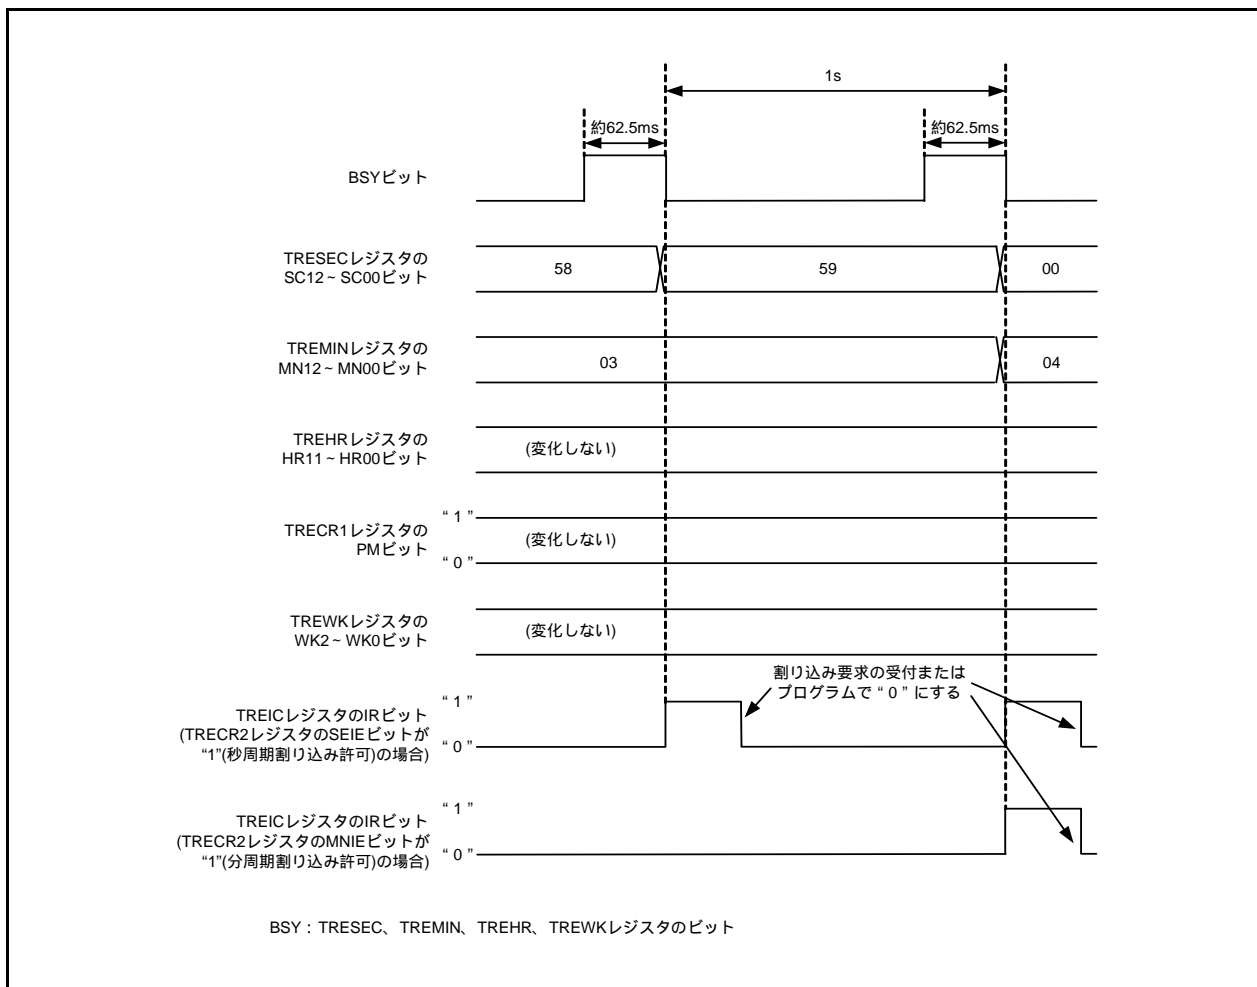 1s
約62.5ms
約62.5ms
BSYビット
TRESECレジスタの
SC12~SC00ビット
58
59
00
TREMINレジスタの
MN12~MN00ビット
03
04
TREHRレジスタの
HR11~HR00ビット
(変化しない)
TRECR1レジスタの
PMビット
“1”
“0”
(変化しない)
TREWKレジスタの
WK2~WK0ビット
(変化しない)
割り込み要求の受付または
プログラムで“0”にする
TREICレジスタのIRビット
(TRECR2レジスタのSEIEビットが
“1”(秒周期割り込み許可)の場合)
“1”
“0”
TREICレジスタのIRビット
(TRECR2レジスタのMNIEビットが
“1”(分周期割り込み許可)の場合)
“1”
“0”
BSY:TRESEC、TREMIN、TREHR、TREWKレジスタのビット